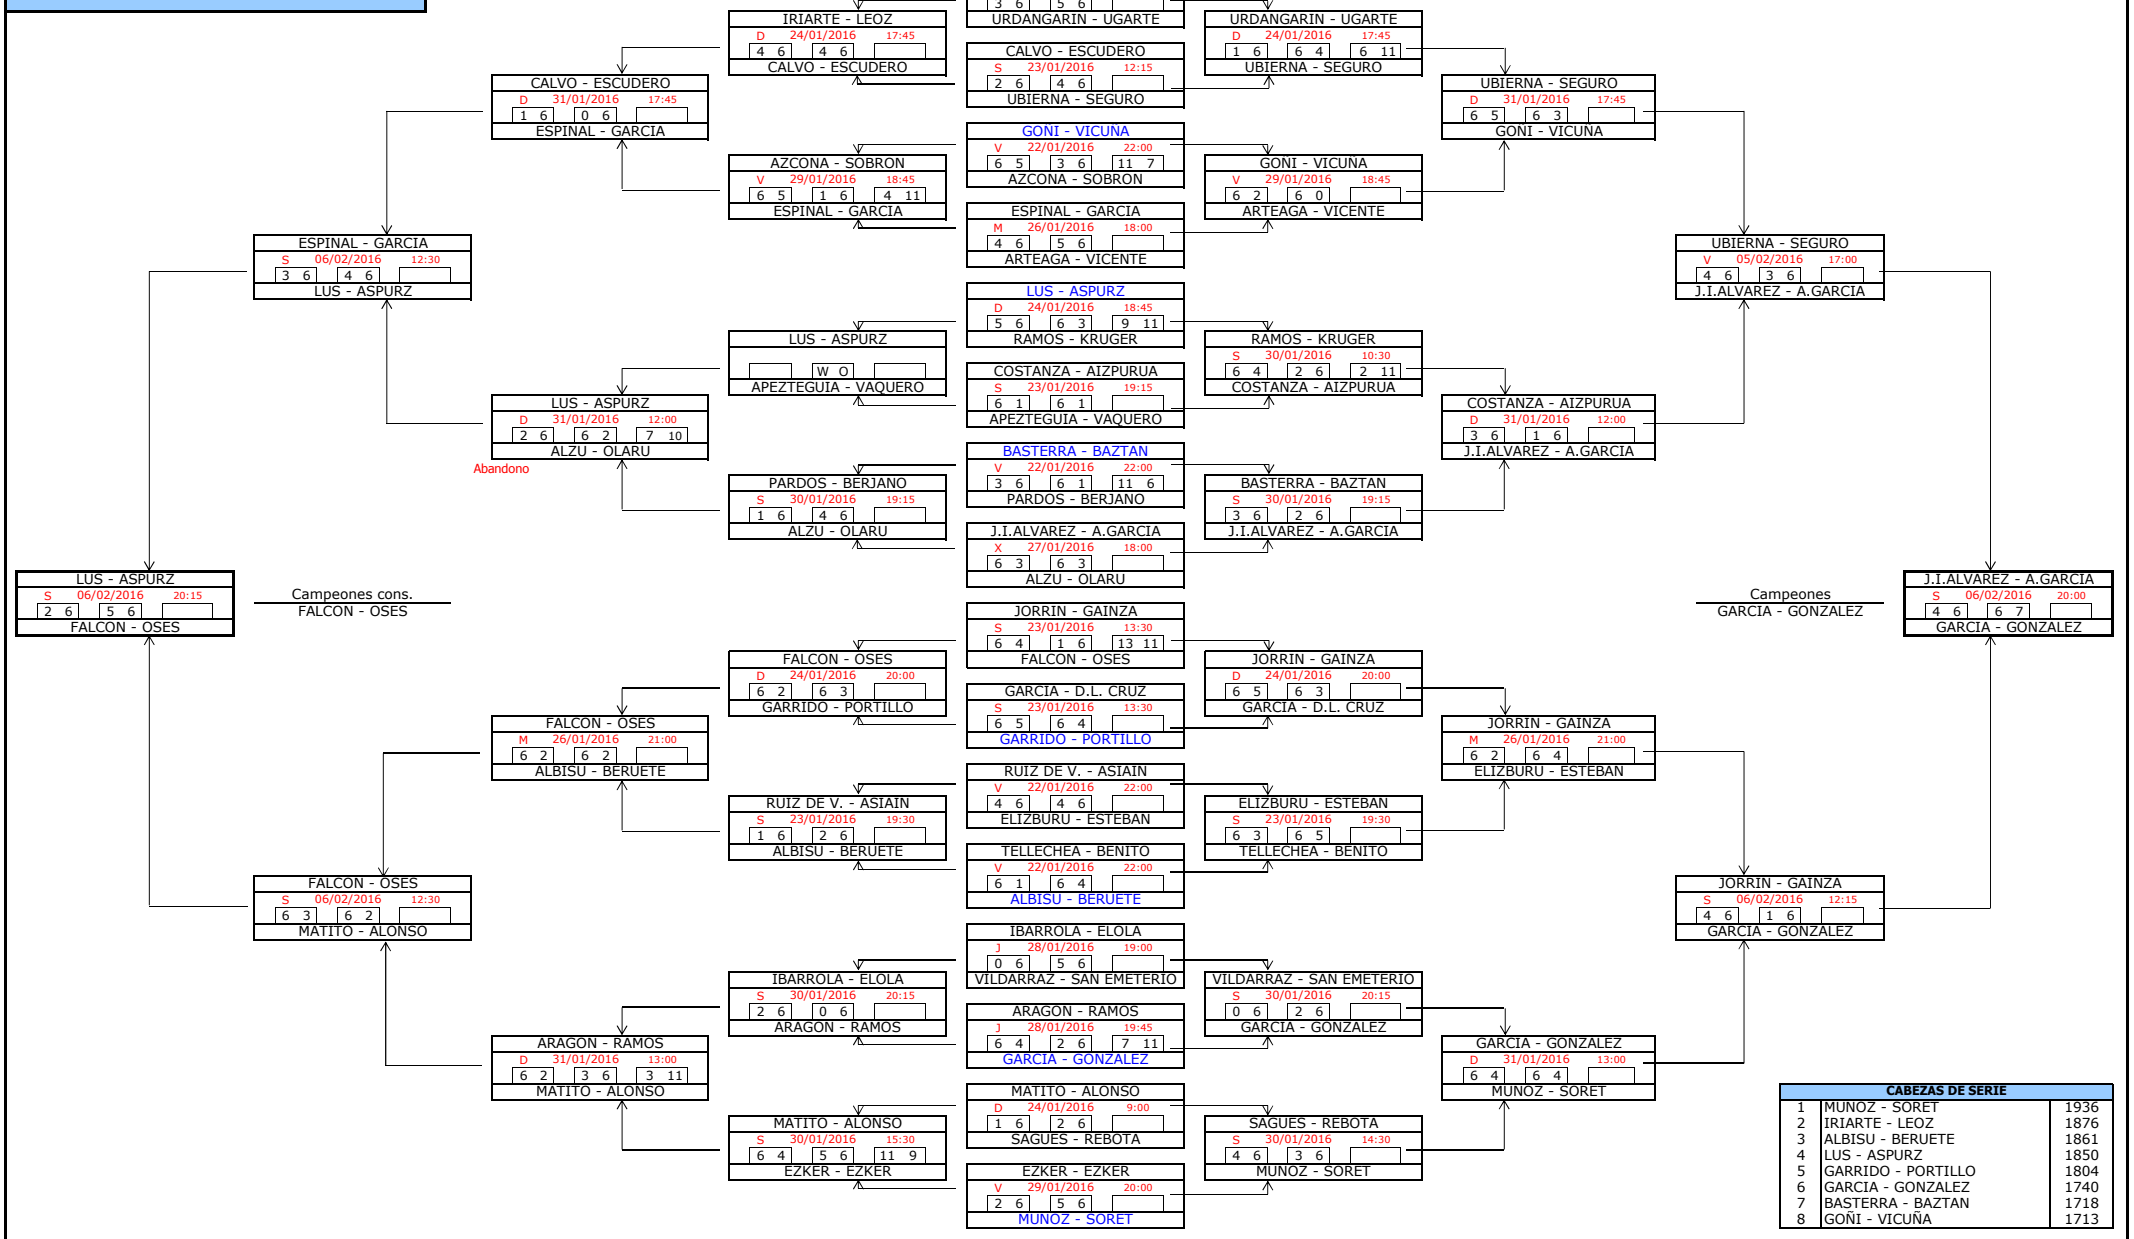 3 6 5 6
URDANGARIN - UGARTE
IRIARTE - LEOZ
D 24/01/2016 17:45
4 6 4 6
CALVO - ESCUDERO
URDANGARIN - UGARTE
D 24/01/2016 17:45
1 6 6 4 6 11
UBIERNA - SEGURO
CALVO - ESCUDERO
S 23/01/2016 12:15
2 6 4 6
UBIERNA - SEGURO
CALVO - ESCUDERO
D 31/01/2016 17:45
1 6 0 6
ESPINAL - GARCIA
UBIERNA - SEGURO
D 31/01/2016 17:45
6 5 6 3
GOÑI - VICUÑA
GOÑI - VICUÑA
V 22/01/2016 22:00
6 5 3 6 11 7
AZCONA - SOBRON
AZCONA - SOBRON
V 29/01/2016 18:45
6 5 1 6 4 11
ESPINAL - GARCIA
GOÑI - VICUÑA
V 29/01/2016 18:45
6 2 6 0
ARTEAGA - VICENTE
ESPINAL - GARCIA
M 26/01/2016 18:00
4 6 5 6
ARTEAGA - VICENTE
ESPINAL - GARCIA
S 06/02/2016 12:30
3 6 4 6
LUS - ASPURZ
UBIERNA - SEGURO
V 05/02/2016 17:00
4 6 3 6
J.I.ALVAREZ - A.GARCIA
LUS - ASPURZ
D 24/01/2016 18:45
5 6 6 3 9 11
RAMOS - KRUGER
LUS - ASPURZ
W O
APEZTEGUIA - VAQUERO
RAMOS - KRUGER
S 30/01/2016 10:30
6 4 2 6 2 11
COSTANZA - AIZPURUA
COSTANZA - AIZPURUA
S 23/01/2016 19:15
6 1 6 1
APEZTEGUIA - VAQUERO
LUS - ASPURZ
D 31/01/2016 12:00
2 6 6 2 7 10
ALZU - OLARU
Abandono
COSTANZA - AIZPURUA
D 31/01/2016 12:00
3 6 1 6
J.I.ALVAREZ - A.GARCIA
BASTERRA - BAZTAN
V 22/01/2016 22:00
3 6 6 1 11 6
PARDOS - BERJANO
PARDOS - BERJANO
S 30/01/2016 19:15
1 6 4 6
ALZU - OLARU
BASTERRA - BAZTAN
S 30/01/2016 19:15
3 6 2 6
J.I.ALVAREZ - A.GARCIA
J.I.ALVAREZ - A.GARCIA
X 27/01/2016 18:00
6 3 6 3
ALZU - OLARU
LUS - ASPURZ
S 06/02/2016 20:15
2 6 5 6
FALCON - OSES
Campeones cons.
FALCON - OSES
Campeones
GARCIA - GONZALEZ
J.I.ALVAREZ - A.GARCIA
S 06/02/2016 20:00
4 6 6 7
GARCIA - GONZALEZ
JORRIN - GAINZA
S 23/01/2016 13:30
6 4 1 6 13 11
FALCON - OSES
FALCON - OSES
D 24/01/2016 20:00
6 2 6 3
GARRIDO - PORTILLO
JORRIN - GAINZA
D 24/01/2016 20:00
6 5 6 3
GARCIA - D.L. CRUZ
GARCIA - D.L. CRUZ
S 23/01/2016 13:30
6 5 6 4
GARRIDO - PORTILLO
FALCON - OSES
M 26/01/2016 21:00
6 2 6 2
ALBISU - BERUETE
JORRIN - GAINZA
M 26/01/2016 21:00
6 2 6 4
ELIZBURU - ESTEBAN
RUIZ DE V. - ASIAIN
V 22/01/2016 22:00
4 6 4 6
ELIZBURU - ESTEBAN
RUIZ DE V. - ASIAIN
S 23/01/2016 19:30
1 6 2 6
ALBISU - BERUETE
ELIZBURU - ESTEBAN
S 23/01/2016 19:30
6 3 6 5
TELLECHEA - BENITO
TELLECHEA - BENITO
V 22/01/2016 22:00
6 1 6 4
ALBISU - BERUETE
FALCON - OSES
S 06/02/2016 12:30
6 3 6 2
MATITO - ALONSO
JORRIN - GAINZA
S 06/02/2016 12:15
4 6 1 6
GARCIA - GONZALEZ
IBARROLA - ELOLA
J 28/01/2016 19:00
0 6 5 6
VILDARRAZ - SAN EMETERIO
IBARROLA - ELOLA
S 30/01/2016 20:15
2 6 0 6
ARAGON - RAMOS
VILDARRAZ - SAN EMETERIO
S 30/01/2016 20:15
0 6 2 6
GARCIA - GONZALEZ
ARAGON - RAMOS
J 28/01/2016 19:45
6 4 2 6 7 11
GARCIA - GONZALEZ
ARAGON - RAMOS
D 31/01/2016 13:00
6 2 3 6 3 11
MATITO - ALONSO
GARCIA - GONZALEZ
D 31/01/2016 13:00
6 4 6 4
MUÑOZ - SORET
MATITO - ALONSO
D 24/01/2016 9:00
1 6 2 6
SAGUES - REBOTA
MATITO - ALONSO
S 30/01/2016 15:30
6 4 5 6 11 9
EZKER - EZKER
SAGUES - REBOTA
S 30/01/2016 14:30
4 6 3 6
MUÑOZ - SORET
EZKER - EZKER
V 29/01/2016 20:00
2 6 5 6
MUÑOZ - SORET
CABEZAS DE SERIE
1 MUÑOZ - SORET 1936
2 IRIARTE - LEOZ 1876
3 ALBISU - BERUETE 1861
4 LUS - ASPURZ 1850
5 GARRIDO - PORTILLO 1804
6 GARCIA - GONZALEZ 1740
7 BASTERRA - BAZTAN 1718
8 GOÑI - VICUÑA 1713